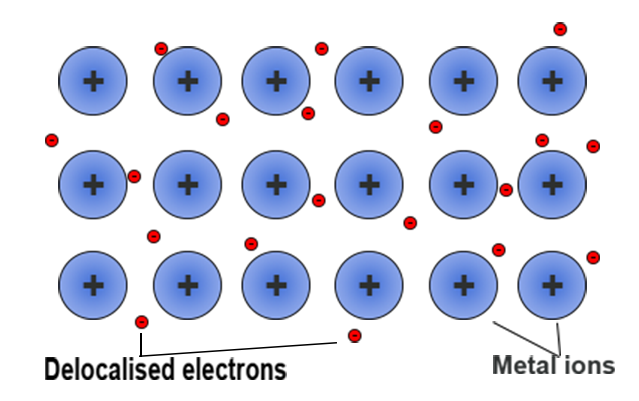 + + + + + +
+ + + + + +
+ + + + + +
Delocalised electrons
Metal ions